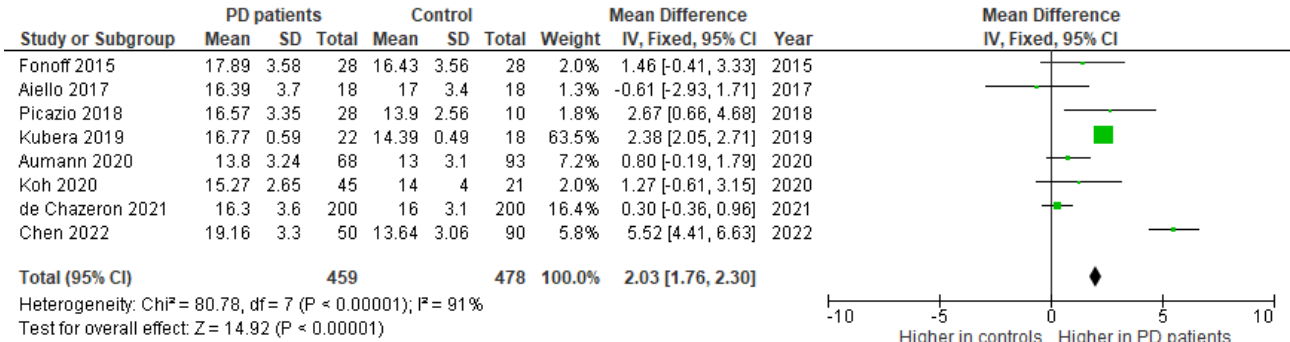 PD patients Control Mean Difference Mean Difference
Study or Subgroup Mean SD Total Mean SD Total Weight IV, Fixed, 95% CI Year IV, Fixed, 95% CI
Fonoff 2015 17.89 3.58 28 16.43 3.56 28 2.0% 1.46 [-0.41, 3.33] 2015
Aiello 2017 16.39 3.7 18 17 3.4 18 1.3% -0.61 [-2.93, 1.71] 2017
Picazio 2018 16.57 3.35 28 13.9 2.56 10 1.8% 2.67 [0.66, 4.68] 2018
Kubera 2019 16.77 0.59 22 14.39 0.49 18 63.5% 2.38 [2.05, 2.71] 2019
Aumann 2020 13.8 3.24 68 13 3.1 93 7.2% 0.80 [-0.19, 1.79] 2020
Koh 2020 15.27 2.65 45 14 4 21 2.0% 1.27 [-0.61, 3.15] 2020
de Chazeron 2021 16.3 3.6 200 16 3.1 200 16.4% 0.30 [-0.36, 0.96] 2021
Chen 2022 19.16 3.3 50 13.64 3.06 90 5.8% 5.52 [4.41, 6.63] 2022
Total (95% CI) 459 478 100.0% 2.03 [1.76, 2.30]
Heterogeneity: Chi² = 80.78, df = 7 (P < 0.00001); I² = 91%
Test for overall effect: Z = 14.92 (P < 0.00001)
-10 -5 0 5 10
Higher in controls Higher in PD patients